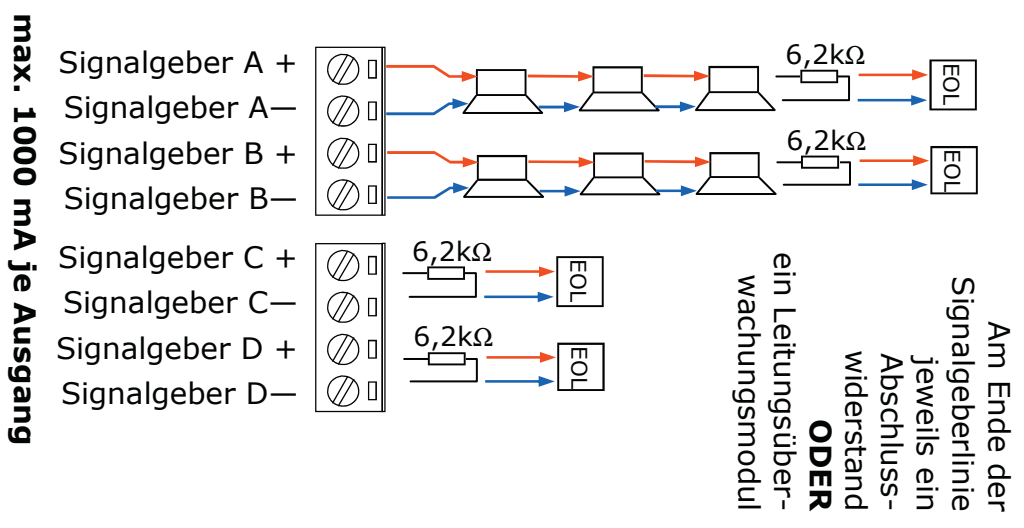 max. 1000 mA je Ausgang
Signalgeber A +
Signalgeber A—
Signalgeber B +
Signalgeber B—
6,2kΩ
EOL
6,2kΩ
EOL
Signalgeber C +
Signalgeber C—
Signalgeber D +
Signalgeber D—
6,2kΩ
EOL
6,2kΩ
EOL
Am Ende der
Signalgeberlinie
jeweils ein
Abschluss-
widerstand
ODER
ein Leitungsüber-
wachungsmodul